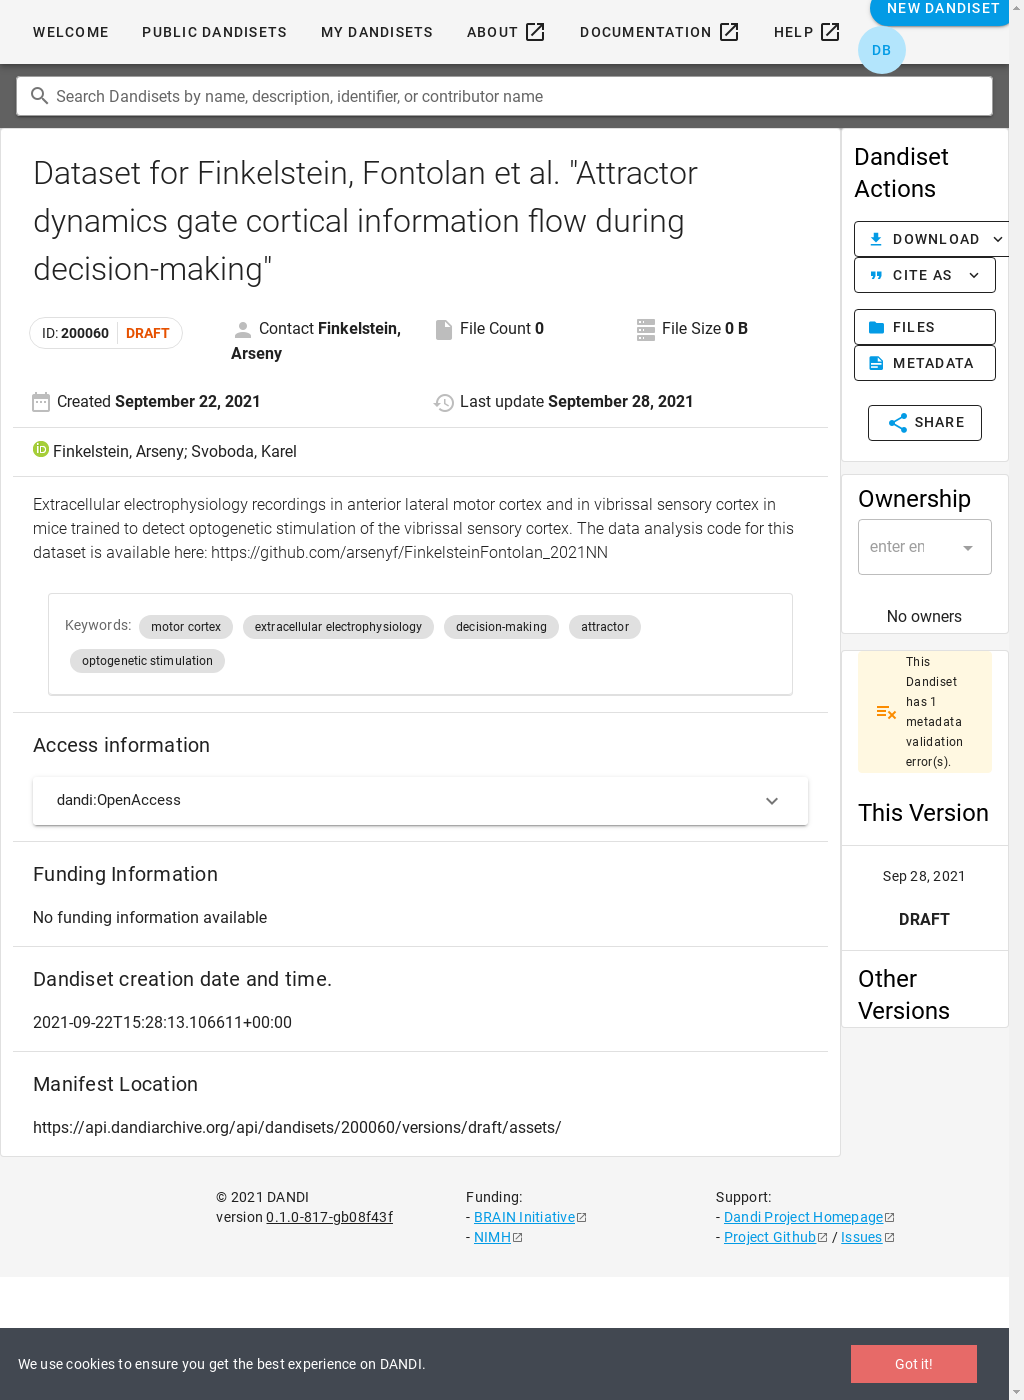 WELCOME PUBLIC DANDISETS MY DANDISETS ABOUT DOCUMENTATION HELP NEW DANDISET
DB
Search Dandisets by name, description, identifier, or contributor name
Dataset for Finkelstein, Fontolan et al. "Attractor
dynamics gate cortical information flow during
decision-making"
ID: 200060 DRAFT
Contact Finkelstein,
Arseny
File Count 0
File Size 0 B
Created September 22, 2021
Last update September 28, 2021
iD Finkelstein, Arseny; Svoboda, Karel
Extracellular electrophysiology recordings in anterior lateral motor cortex and in vibrissal sensory cortex in
mice trained to detect optogenetic stimulation of the vibrissal sensory cortex. The data analysis code for this
dataset is available here: https://github.com/arsenyf/FinkelsteinFontolan_2021NN
Keywords: motor cortex extracellular electrophysiology decision-making attractor
optogenetic stimulation
Access information
dandi:OpenAccess
Funding Information
No funding information available
Dandiset creation date and time.
2021-09-22T15:28:13.106611+00:00
Manifest Location
https://api.dandiarchive.org/api/dandisets/200060/versions/draft/assets/
Dandiset
Actions
DOWNLOAD
CITE AS
FILES
METADATA
SHARE
Ownership
enter en
No owners
This
Dandiset
has 1
metadata
validation
error(s).
This Version
Sep 28, 2021
DRAFT
Other
Versions
© 2021 DANDI
version 0.1.0-817-gb08f43f
Funding:
- BRAIN Initiative
- NIMH
Support:
- Dandi Project Homepage
- Project Github / Issues
We use cookies to ensure you get the best experience on DANDI.
Got it!